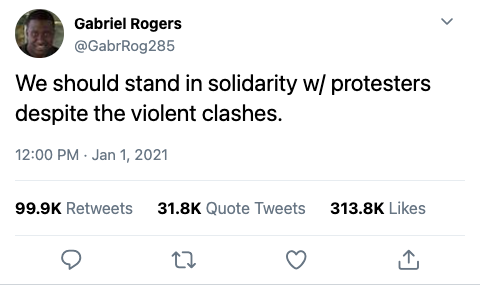 Gabriel Rogers
@GabrRog285
We should stand in solidarity w/ protesters
despite the violent clashes.
12:00 PM · Jan 1, 2021
99.9K Retweets 31.8K Quote Tweets 313.8K Likes